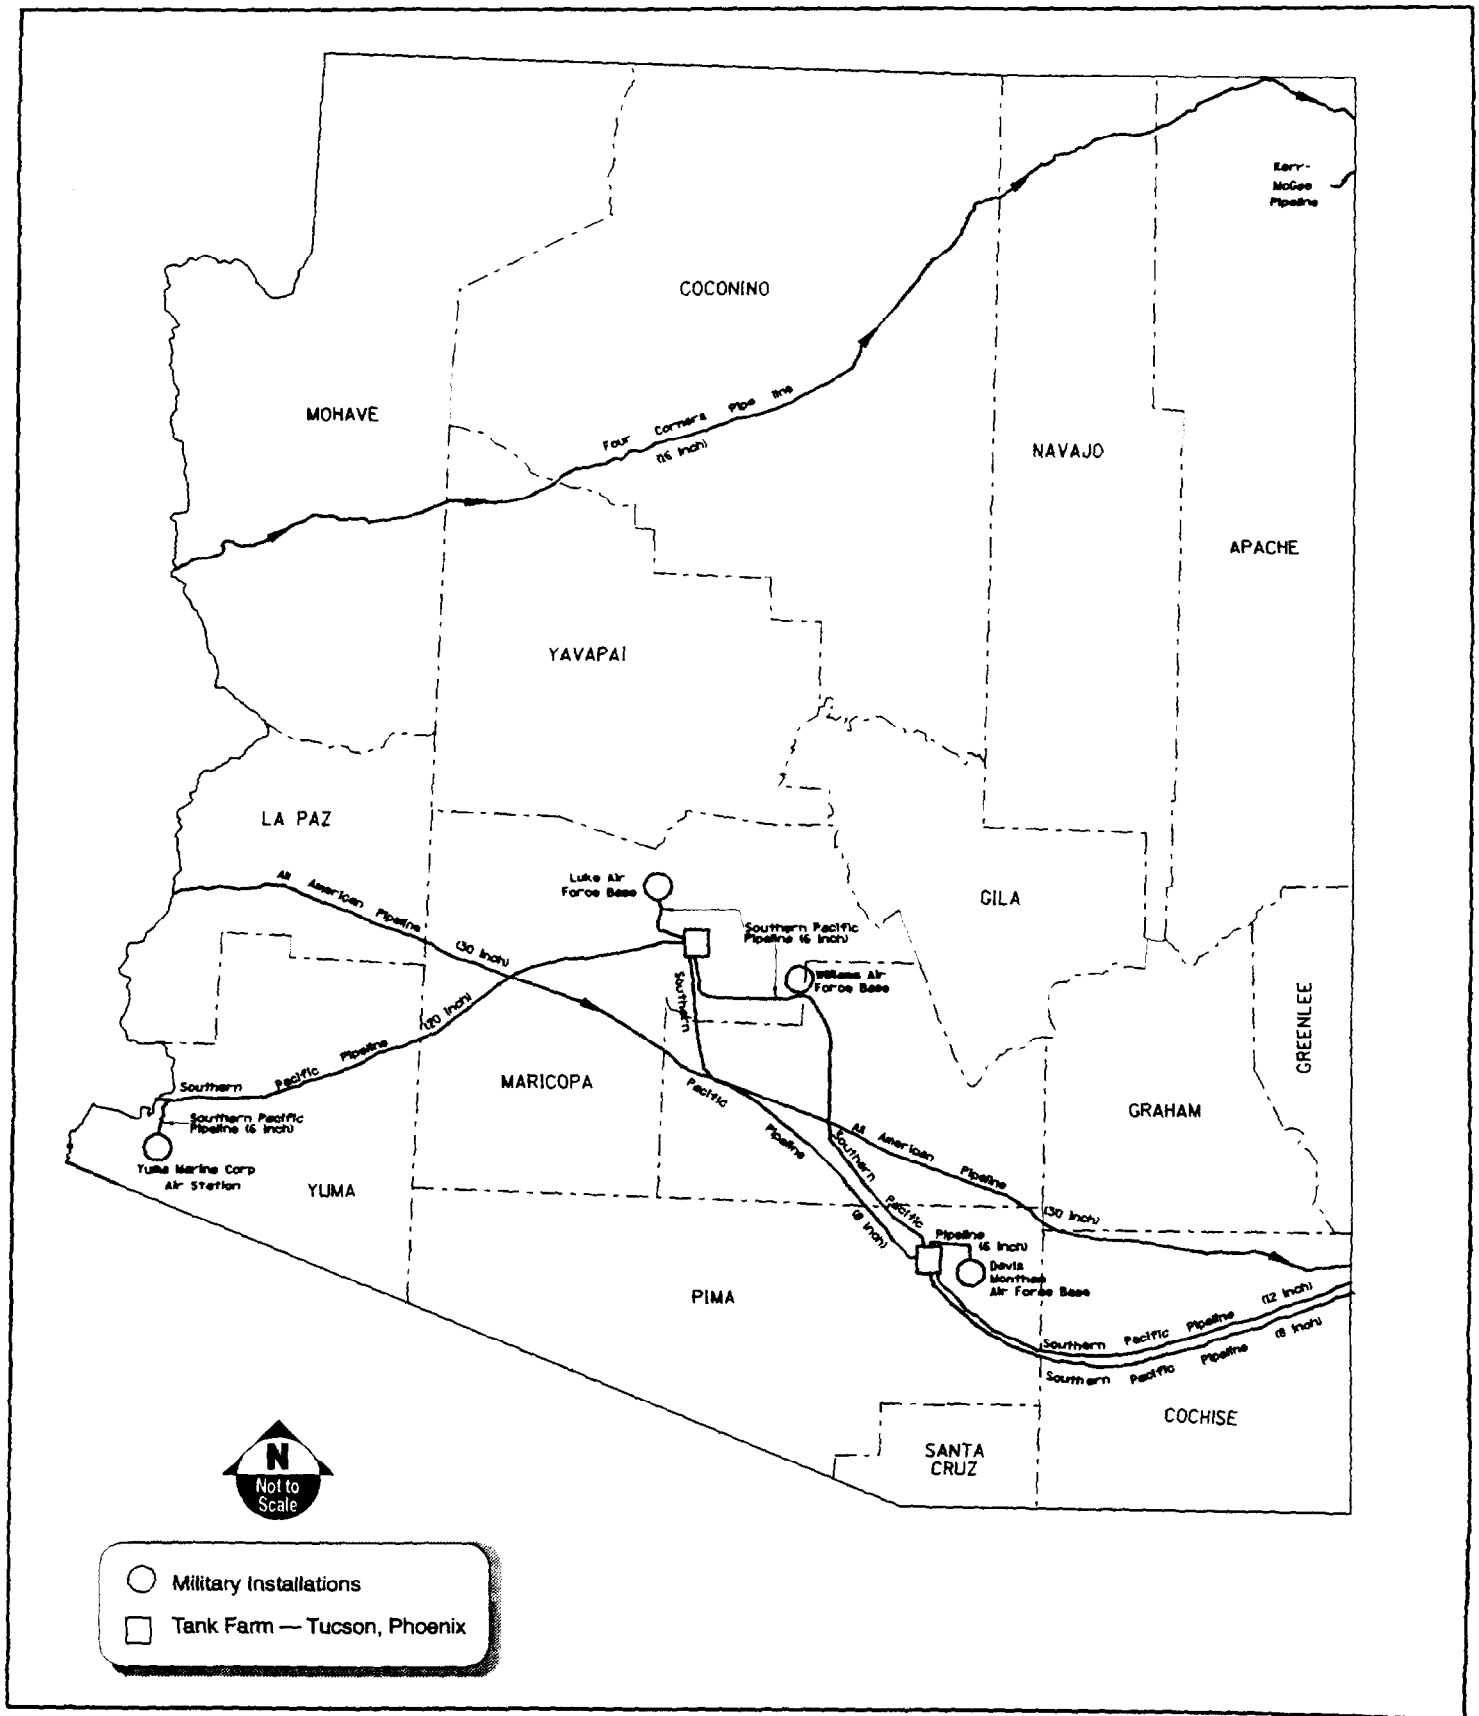 Kerr-
McGee
Pipeline
COCONINO
MOHAVE
Four Corners Pipe line
(16 Inch)
NAVAJO
APACHE
YAVAPAI
LA PAZ
All American Pipeline
(30 Inch)
Luke Air
Force Base
GILA
Southern Pacific
Pipeline (6 Inch)
Williams Air
Force Base
GREENLEE
Southern Pacific Pipeline
(20 Inch)
Southern Pacific
Pipeline (6 Inch)
Yuma Marine Corp
Air Station
YUMA
MARICOPA
GRAHAM
Southern
Pacific
Pipeline
(8 Inch)
All American Pipeline
(30 Inch)
Southern Pacific
Pipeline
(6 Inch)
Davis
Monthan
Air Force Base
PIMA
Southern Pacific Pipeline
(12 Inch)
Southern Pacific Pipeline
(8 Inch)
COCHISE
SANTA
CRUZ
N
Not to
Scale
Military Installations
Tank Farm — Tucson, Phoenix